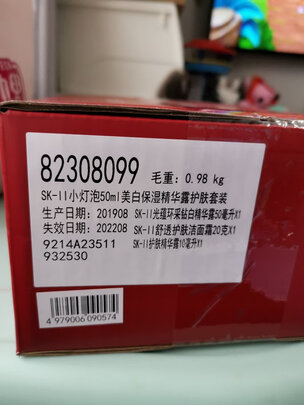 82308099 毛重: 0.98 kg
SK-II小灯泡50ml美白保湿精华露护肤套装
生产日期: 201908 SK-II光蕴环采钻白精华露50毫升X1
失效日期: 202208 SK-II舒透护肤洁面霜20克X1
9214A23511 SK-II护肤精华露10毫升X1
932530
4 979006 090574